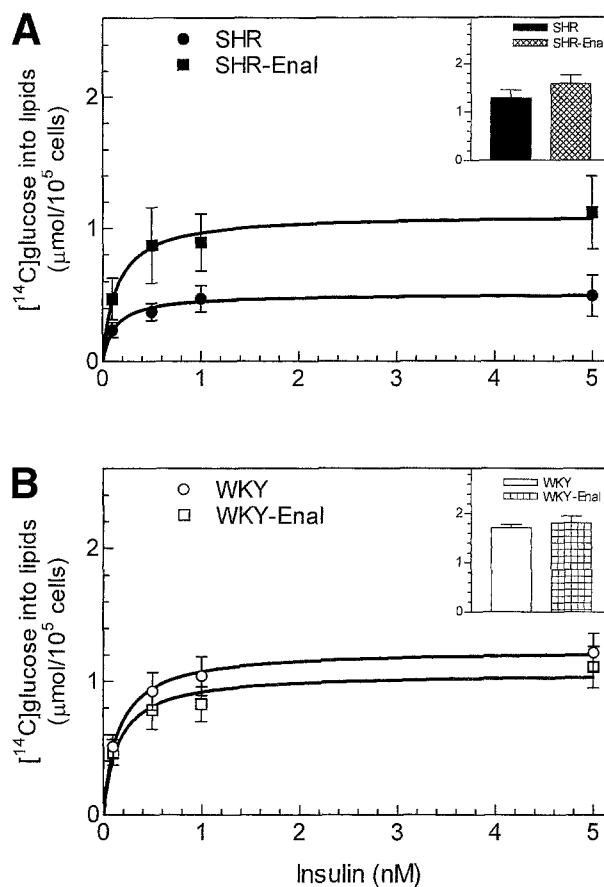 A
SHR
SHR-Enal
SHR
SHR-Enal
2
1
0
[¹⁴C]glucose into lipids
(μmol/10⁵ cells)
2
1
0
0 1 2 3 4 5
B
WKY
WKY-Enal
WKY
WKY-Enal
2
1
0
[¹⁴C]glucose into lipids
(μmol/10⁵ cells)
2
1
0
0 1 2 3 4 5
Insulin (nM)